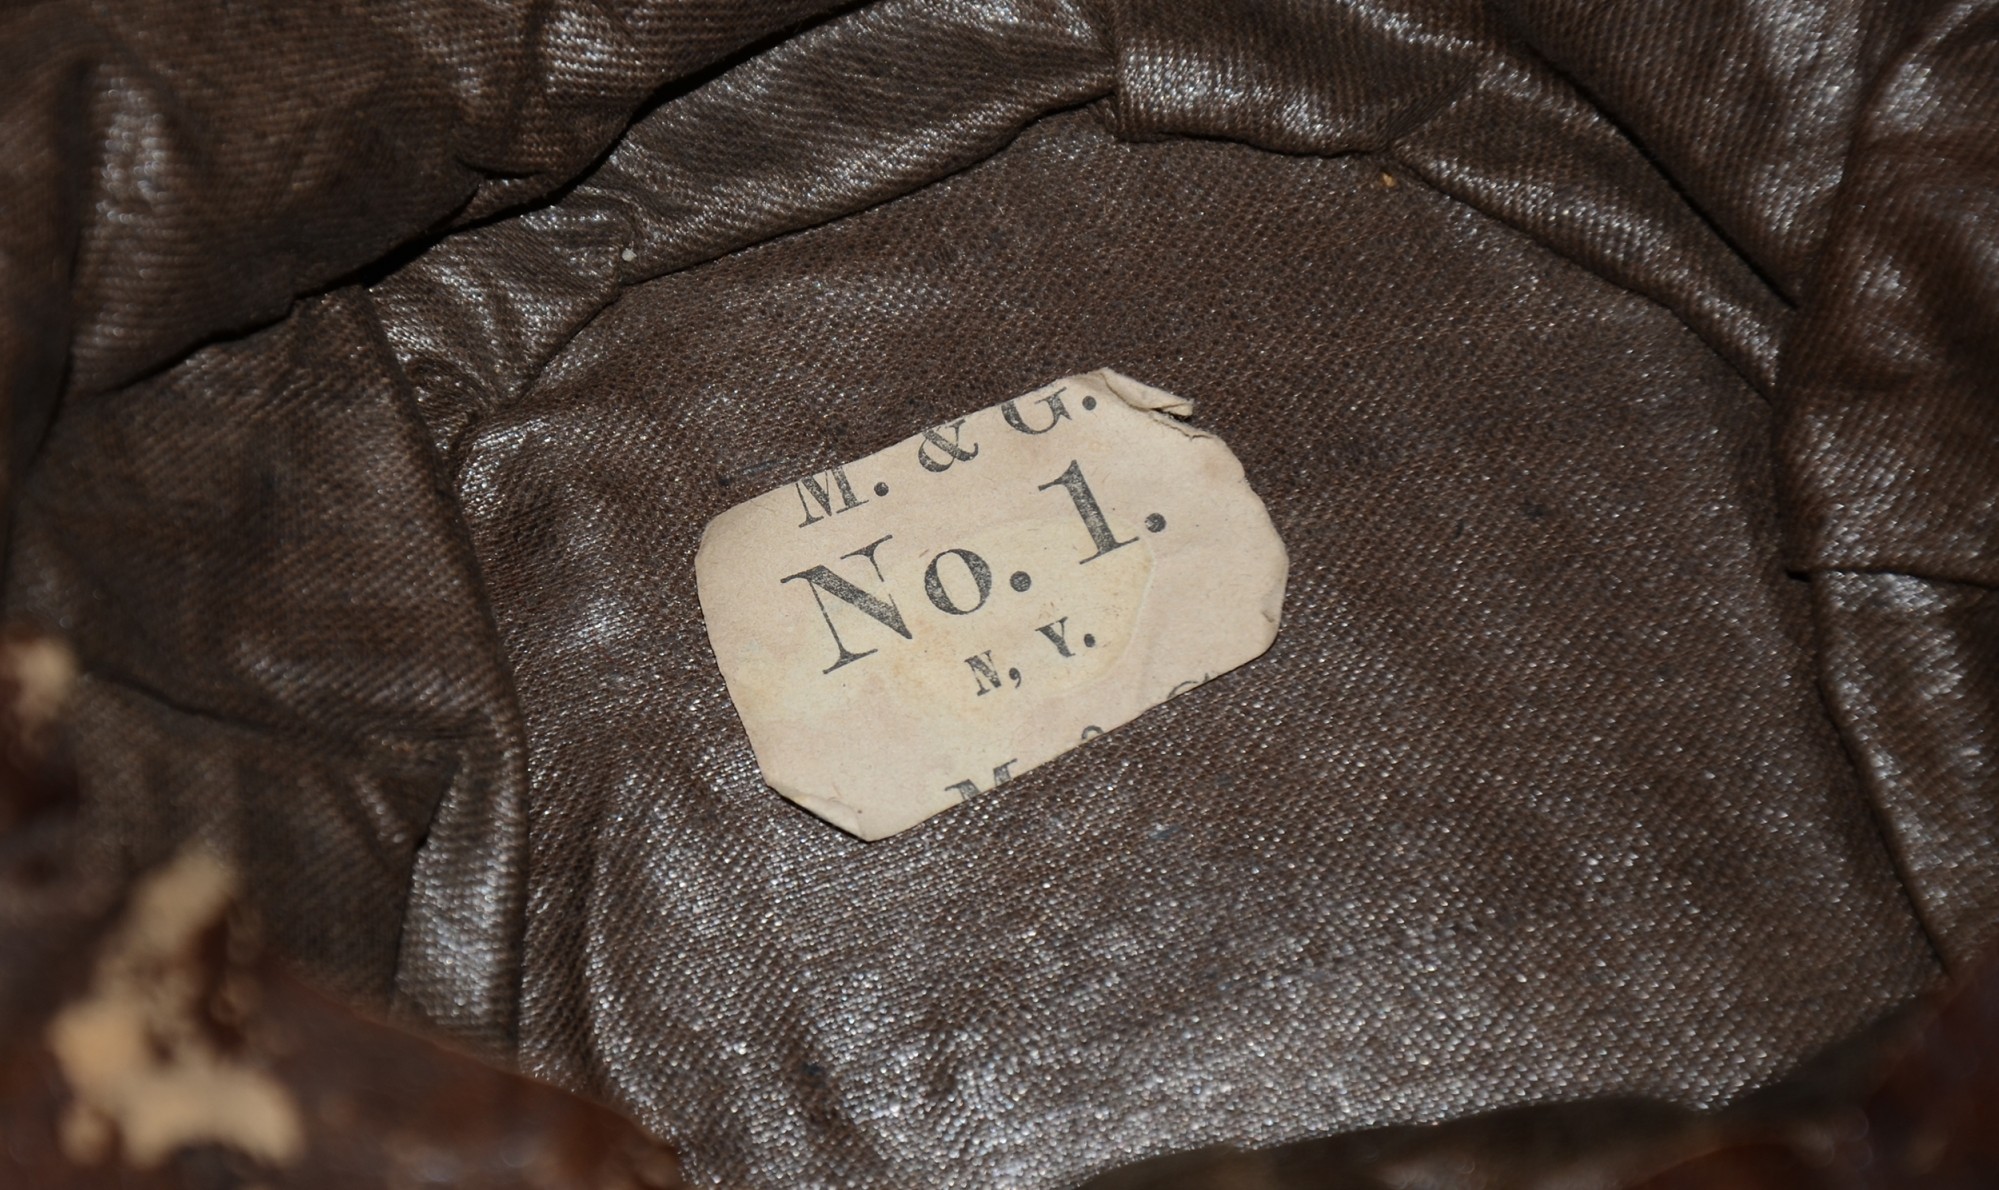 M. & G.
No. 1.
N, Y.
M. &